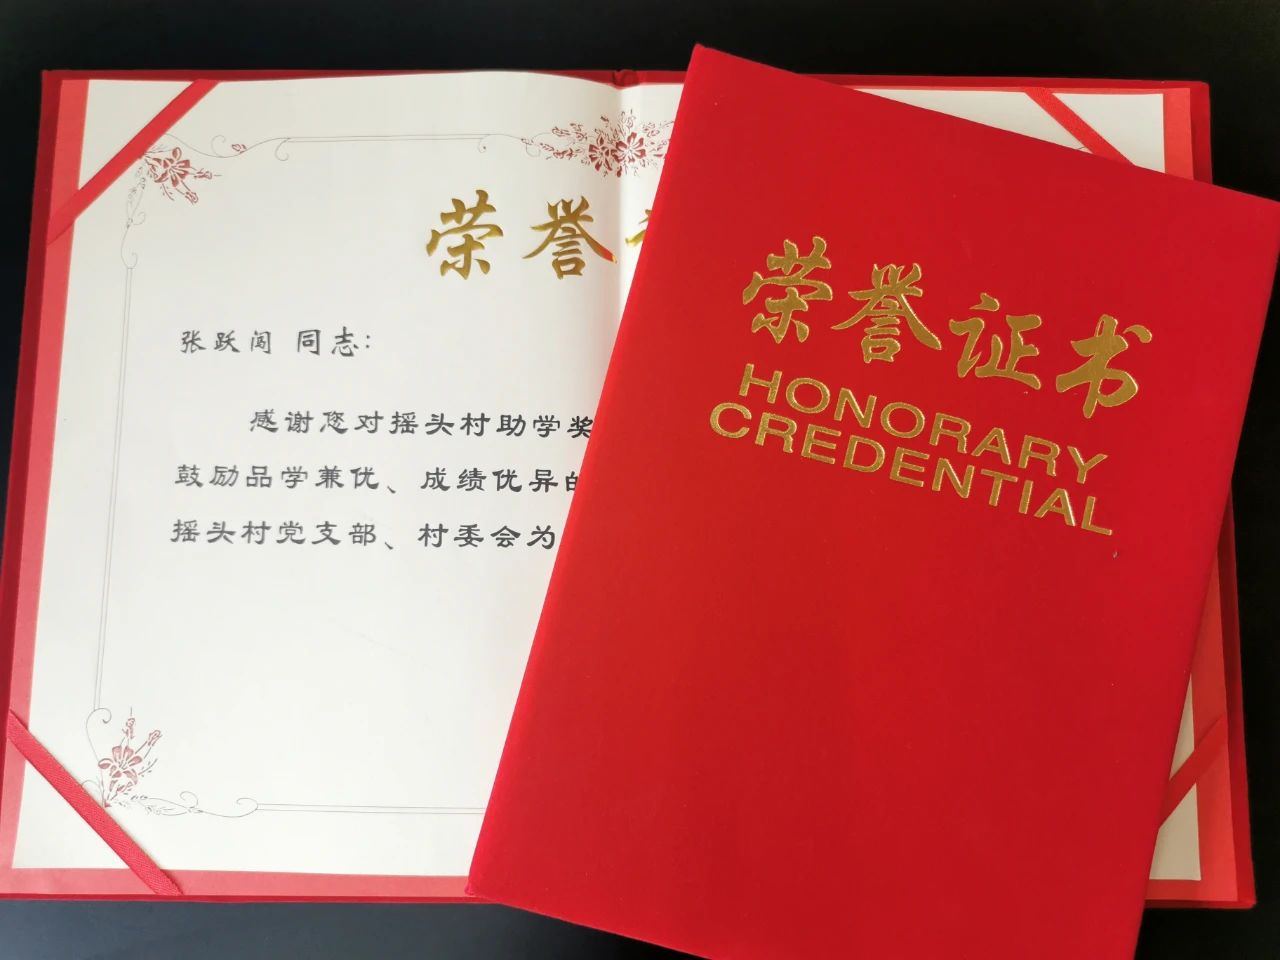 荣誉
张跃闯 同志:
感谢您对摇头村助学奖
鼓励品学兼优、成绩优异的
摇头村党支部、村委会为
荣誉证书
HONORARY
CREDENTIAL